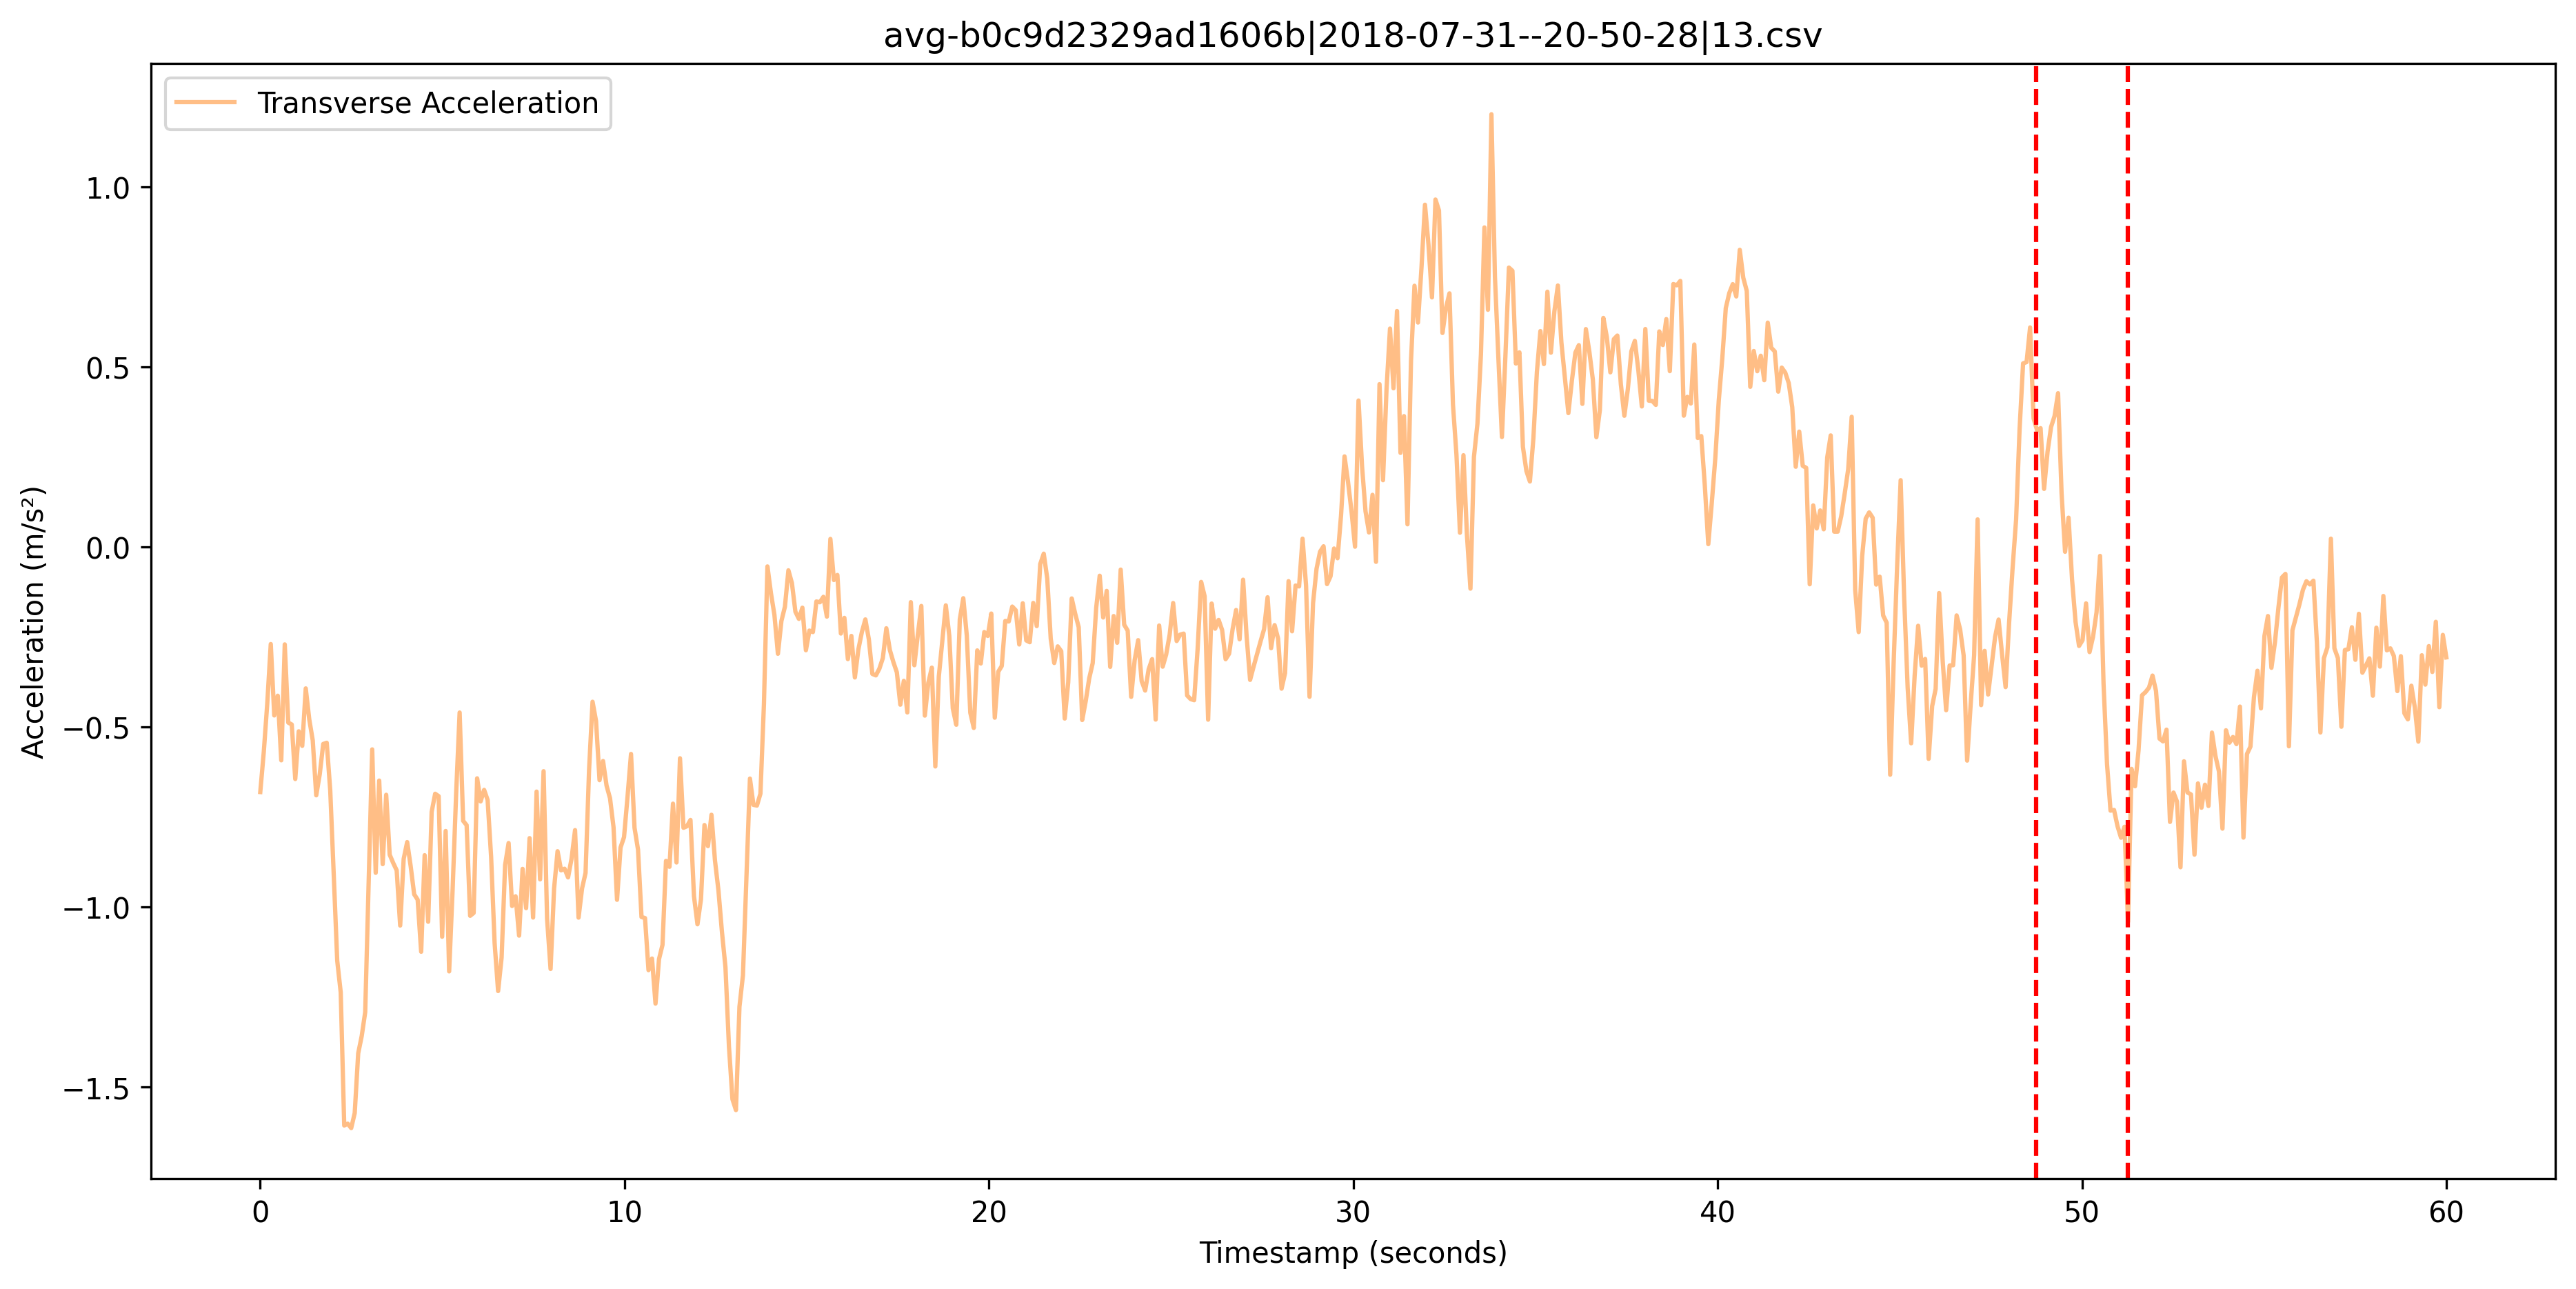 avg-b0c9d2329ad1606b|2018-07-31--20-50-28|13.csv
Transverse Acceleration
1.0
0.5
0.0
−0.5
−1.0
−1.5
Acceleration (m/s²)
0 10 20 30 40 50 60
Timestamp (seconds)